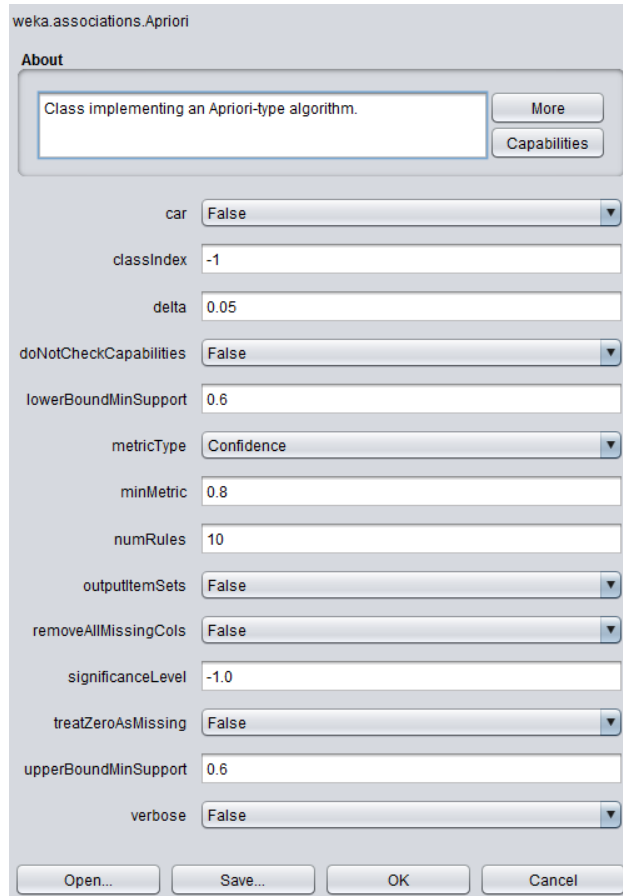 weka.associations.Apriori
About
Class implementing an Apriori-type algorithm.
More
Capabilities
car False
classIndex -1
delta 0.05
doNotCheckCapabilities False
lowerBoundMinSupport 0.6
metricType Confidence
minMetric 0.8
numRules 10
outputItemSets False
removeAllMissingCols False
significanceLevel -1.0
treatZeroAsMissing False
upperBoundMinSupport 0.6
verbose False
Open... Save... OK Cancel